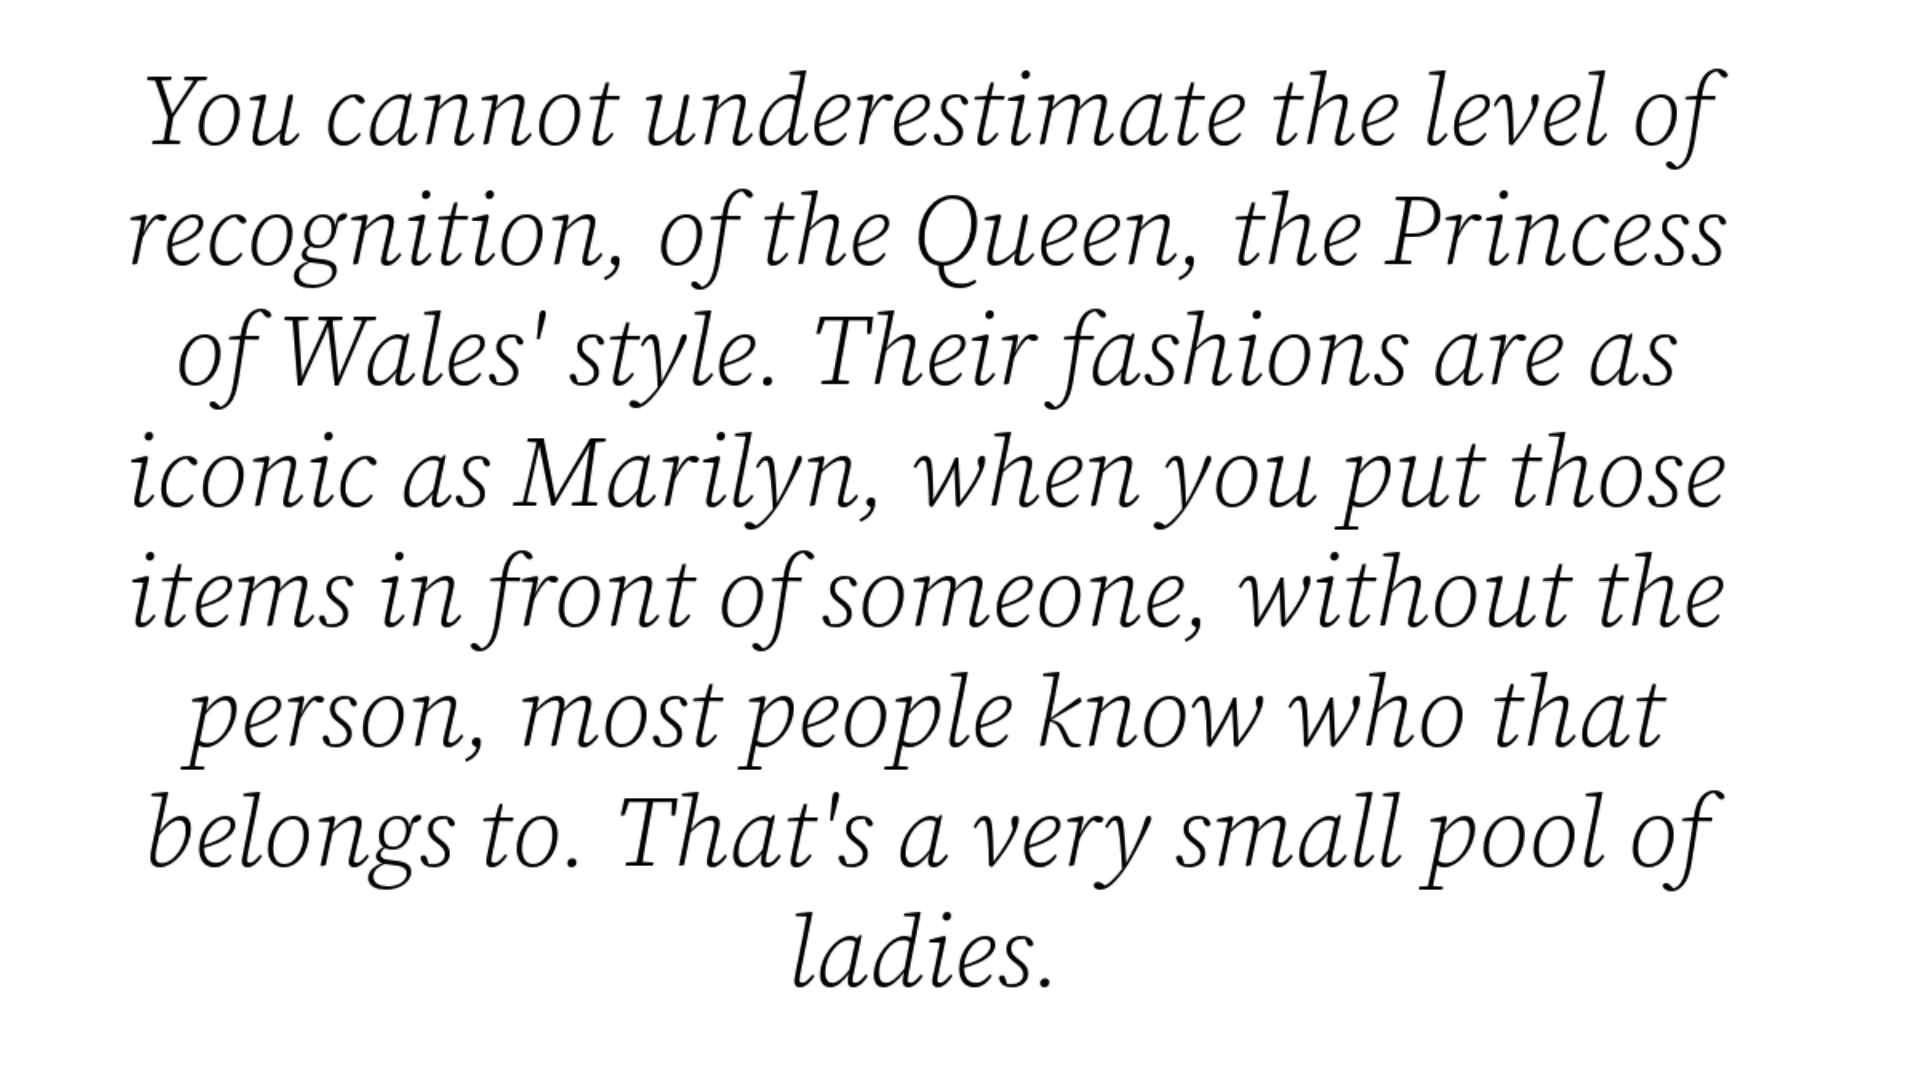 You cannot underestimate the level of
recognition, of the Queen, the Princess
of Wales' style. Their fashions are as
iconic as Marilyn, when you put those
items in front of someone, without the
person, most people know who that
belongs to. That's a very small pool of
ladies.